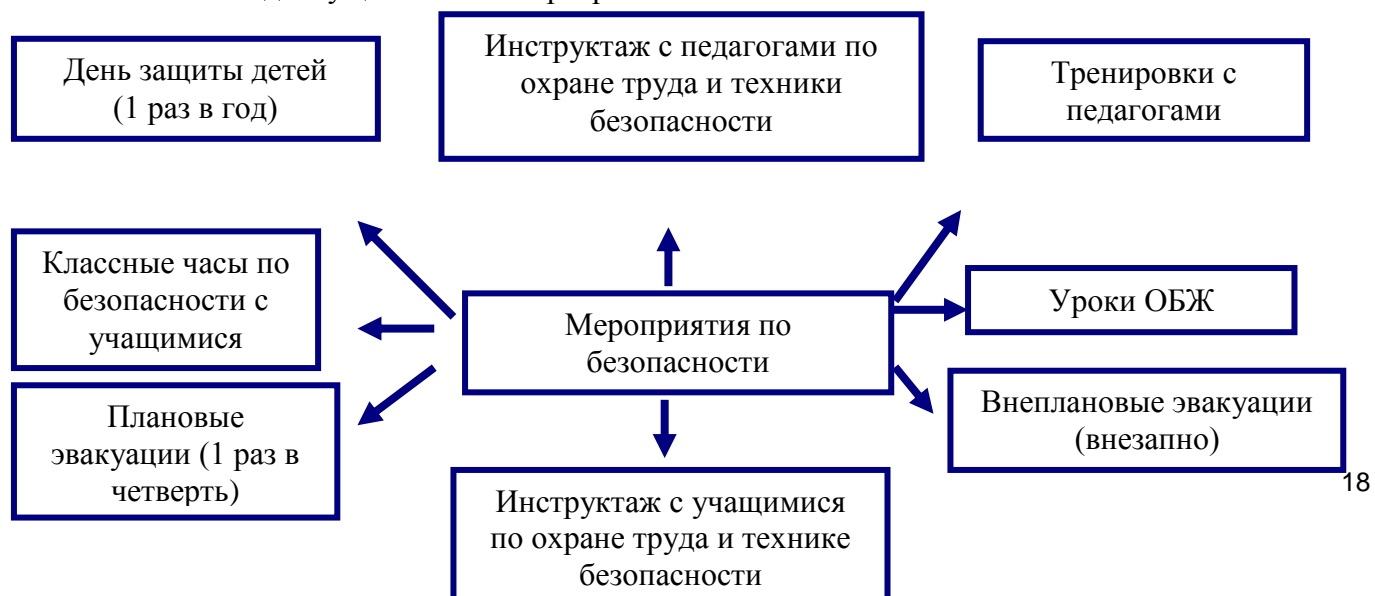 День защиты детей
(1 раз в год)
Инструктаж с педагогами по
охране труда и техники
безопасности
Тренировки с
педагогами
Классные часы по
безопасности с
учащимися
Мероприятия по
безопасности
Уроки ОБЖ
Плановые
эвакуации (1 раз в
четверть)
Внеплановые эвакуации
(внезапно)
18
Инструктаж с учащимися
по охране труда и технике
безопасности